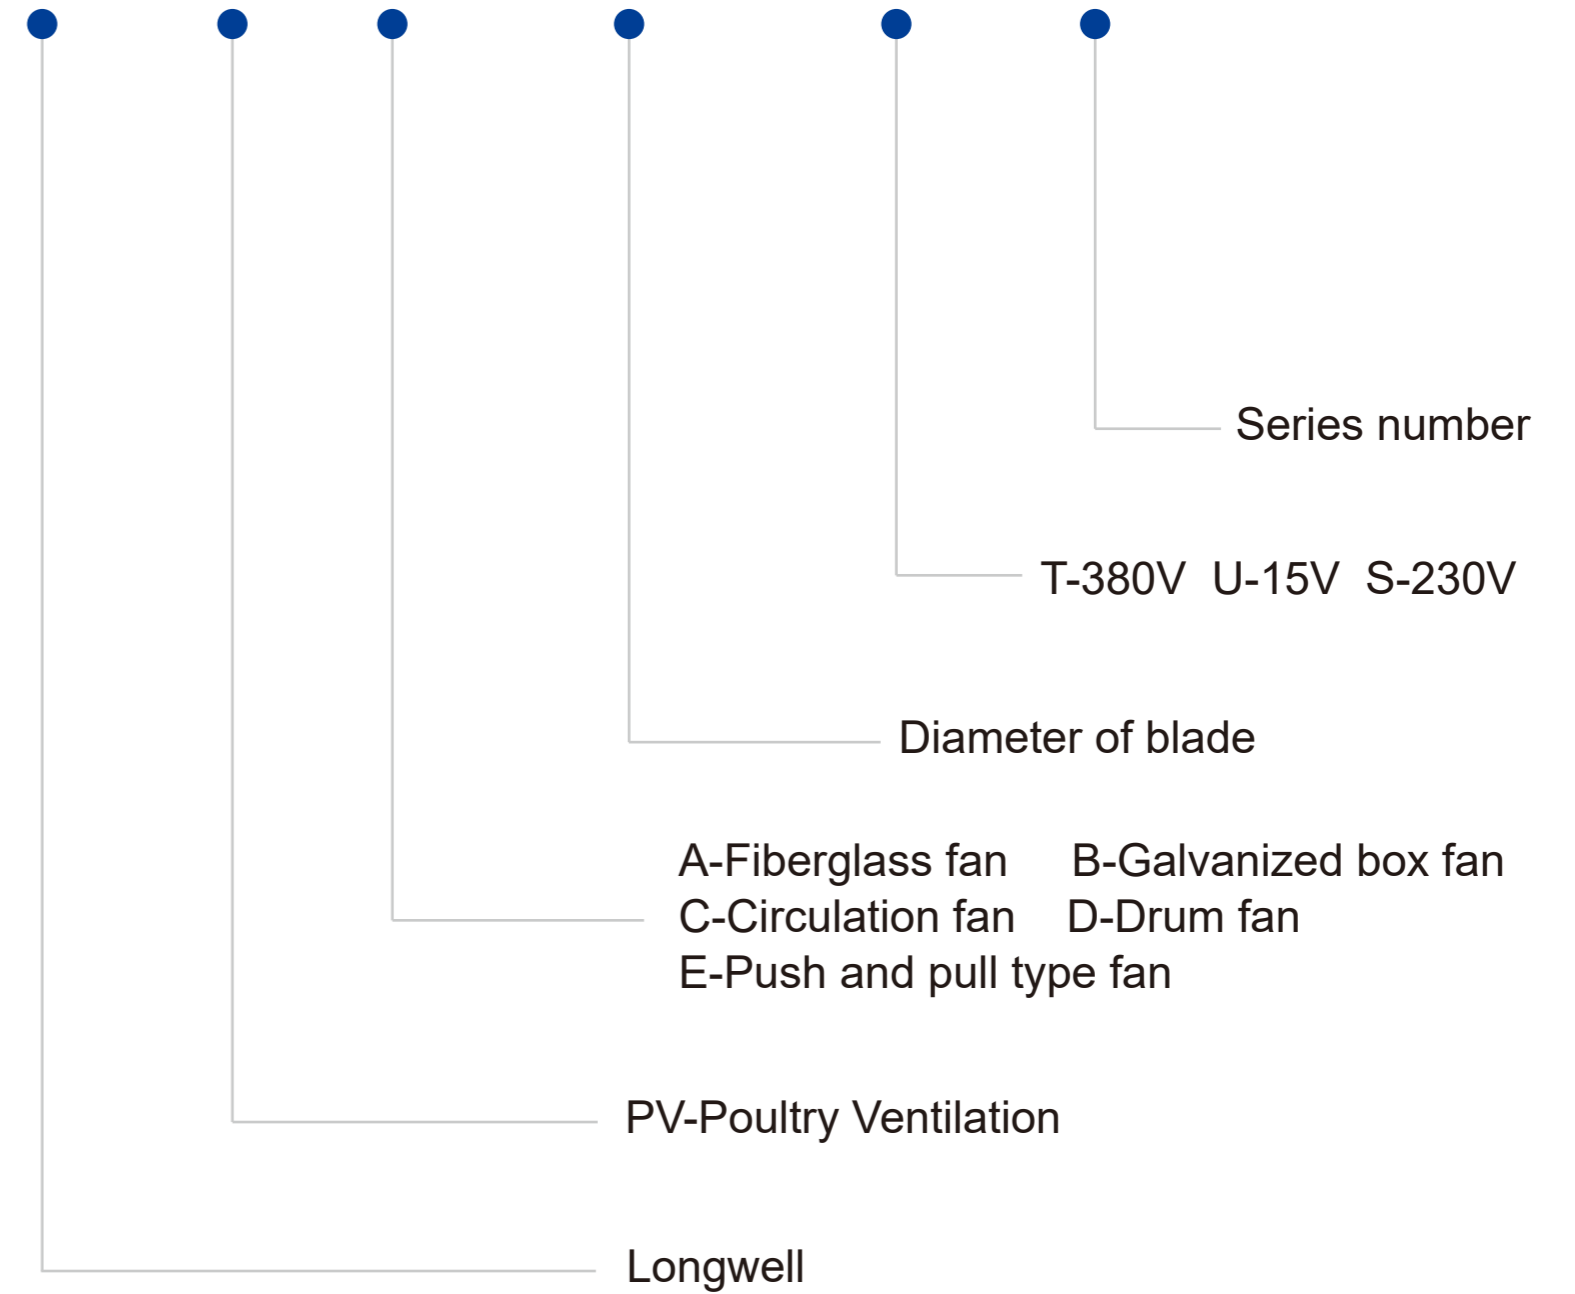 Series number
T-380V U-15V S-230V
Diameter of blade
A-Fiberglass fan B-Galvanized box fan
C-Circulation fan D-Drum fan
E-Push and pull type fan
PV-Poultry Ventilation
Longwell